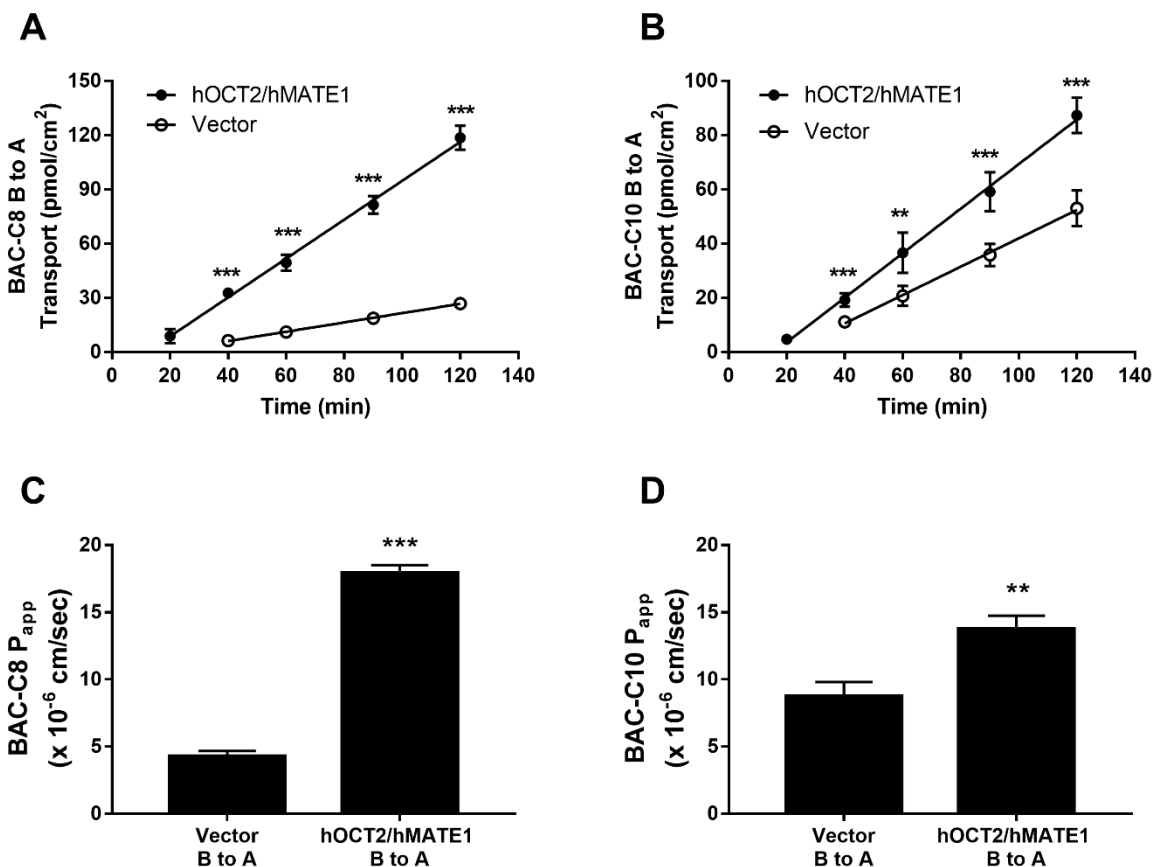 A
BAC-C8 B to A
Transport (pmol/cm²)
150
120
90
60
30
0
hOCT2/hMATE1
Vector
***
***
***
***
***
0 20 40 60 80 100 120 140
Time (min)
B
BAC-C10 B to A
Transport (pmol/cm²)
100
80
60
40
20
0
hOCT2/hMATE1
Vector
***
**
***
***
0 20 40 60 80 100 120 140
Time (min)
C
BAC-C8 Papp
(x 10⁻⁶ cm/sec)
20
15
10
5
0
***
Vector
B to A
hOCT2/hMATE1
B to A
D
BAC-C10 Papp
(x 10⁻⁶ cm/sec)
20
15
10
5
0
**
Vector
B to A
hOCT2/hMATE1
B to A